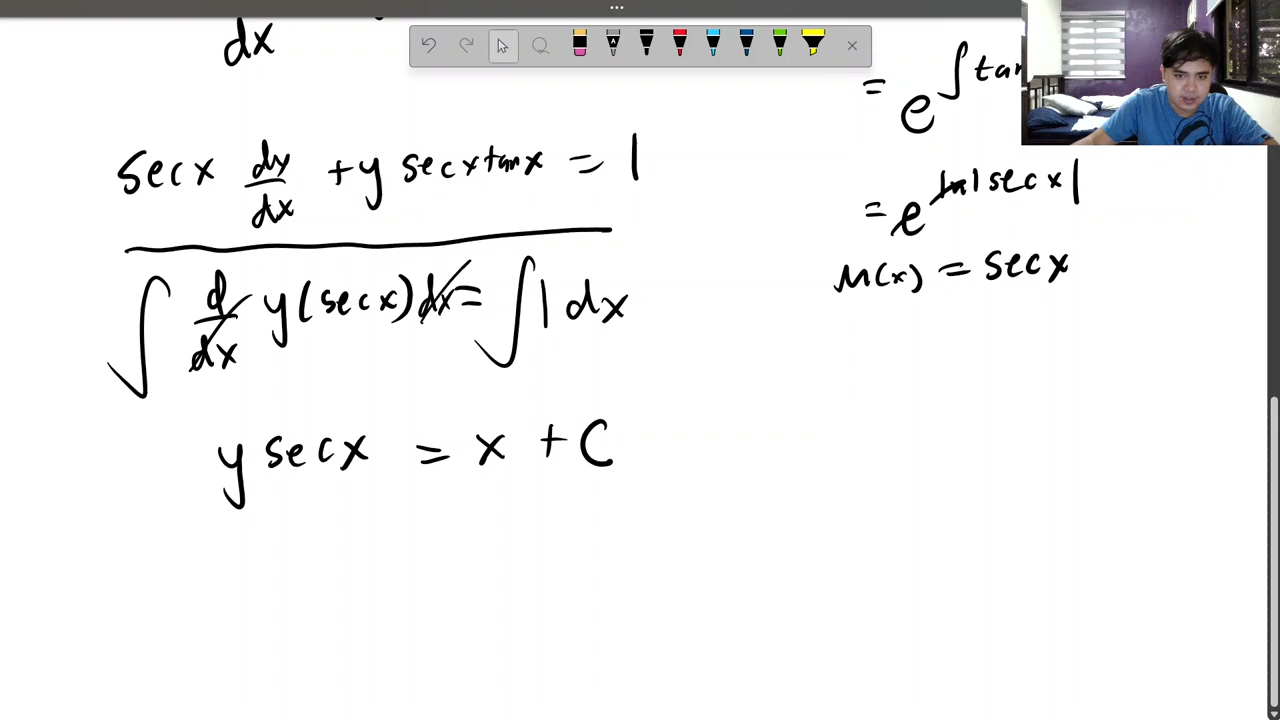 dx
sec x dy/dx + y sec x tan x = 1
∫ d/dx y(sec x) dx = ∫ 1 dx
y sec x = x + C
= e^∫tan
= e^ln|sec x|
μ(x) = sec x